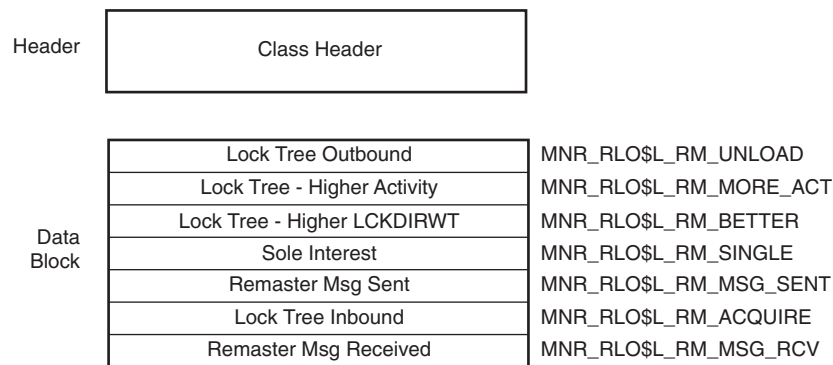 Header Class Header
Lock Tree Outbound MNR_RLO$L_RM_UNLOAD
Lock Tree - Higher Activity MNR_RLO$L_RM_MORE_ACT
Lock Tree - Higher LCKDIRWT MNR_RLO$L_RM_BETTER
Data Block
Sole Interest MNR_RLO$L_RM_SINGLE
Remaster Msg Sent MNR_RLO$L_RM_MSG_SENT
Lock Tree Inbound MNR_RLO$L_RM_ACQUIRE
Remaster Msg Received MNR_RLO$L_RM_MSG_RCV